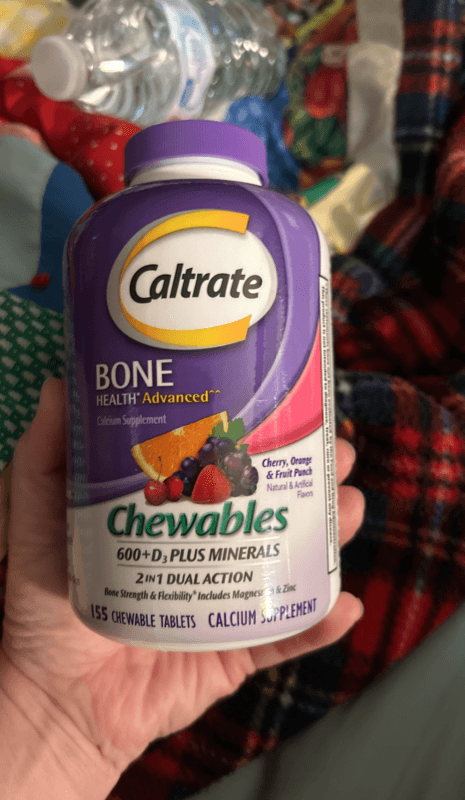 Caltrate
BONE
HEALTH* Advanced^^
Calcium Supplement
Cherry, Orange
& Fruit Punch
Natural & Artificial
Flavors
Chewables
600+D3 PLUS MINERALS
2 IN 1 DUAL ACTION
Bone Strength & Flexibility* Includes & Zinc
155 CHEWABLE TABLETS CALCIUM SUPPLEMENT